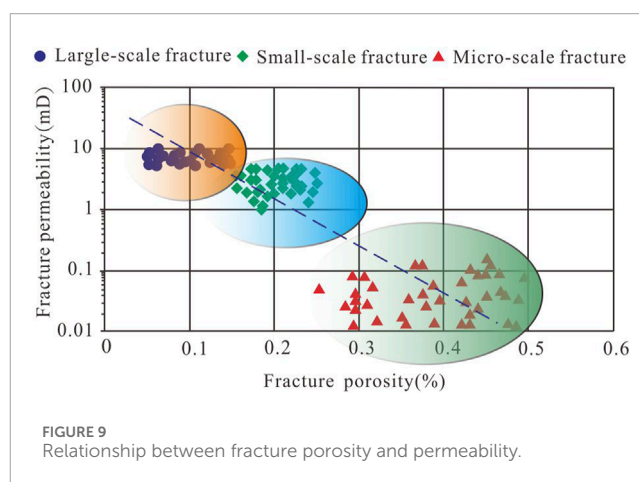 Largle-scale fracture Small-scale fracture Micro-scale fracture
Fracture permeability(mD)
100
10
1
0.1
0.01
0 0.1 0.2 0.3 0.4 0.5 0.6
Fracture porosity(%)
FIGURE 9
Relationship between fracture porosity and permeability.